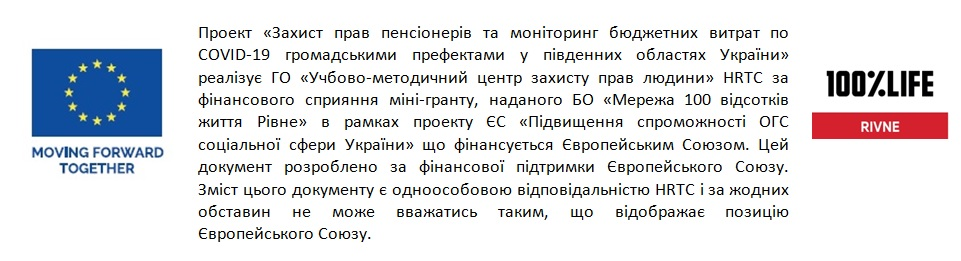 MOVING FORWARD
TOGETHER
Проект «Захист прав пенсіонерів та моніторинг бюджетних витрат по
COVID-19 громадськими префектами у південних областях України»
реалізує ГО «Учбово-методичний центр захисту прав людини» HRTC за
фінансового сприяння міні-гранту, наданого БО «Мережа 100 відсотків
життя Рівне» в рамках проекту ЄС «Підвищення спроможності ОГС
соціальної сфери України» що фінансується Європейським Союзом. Цей
документ розроблено за фінансової підтримки Європейського Союзу.
Зміст цього документу є одноособовою відповідальністю HRTC і за жодних
обставин не може вважатись таким, що відображає позицію
Європейського Союзу.
100%LIFE
RIVNE